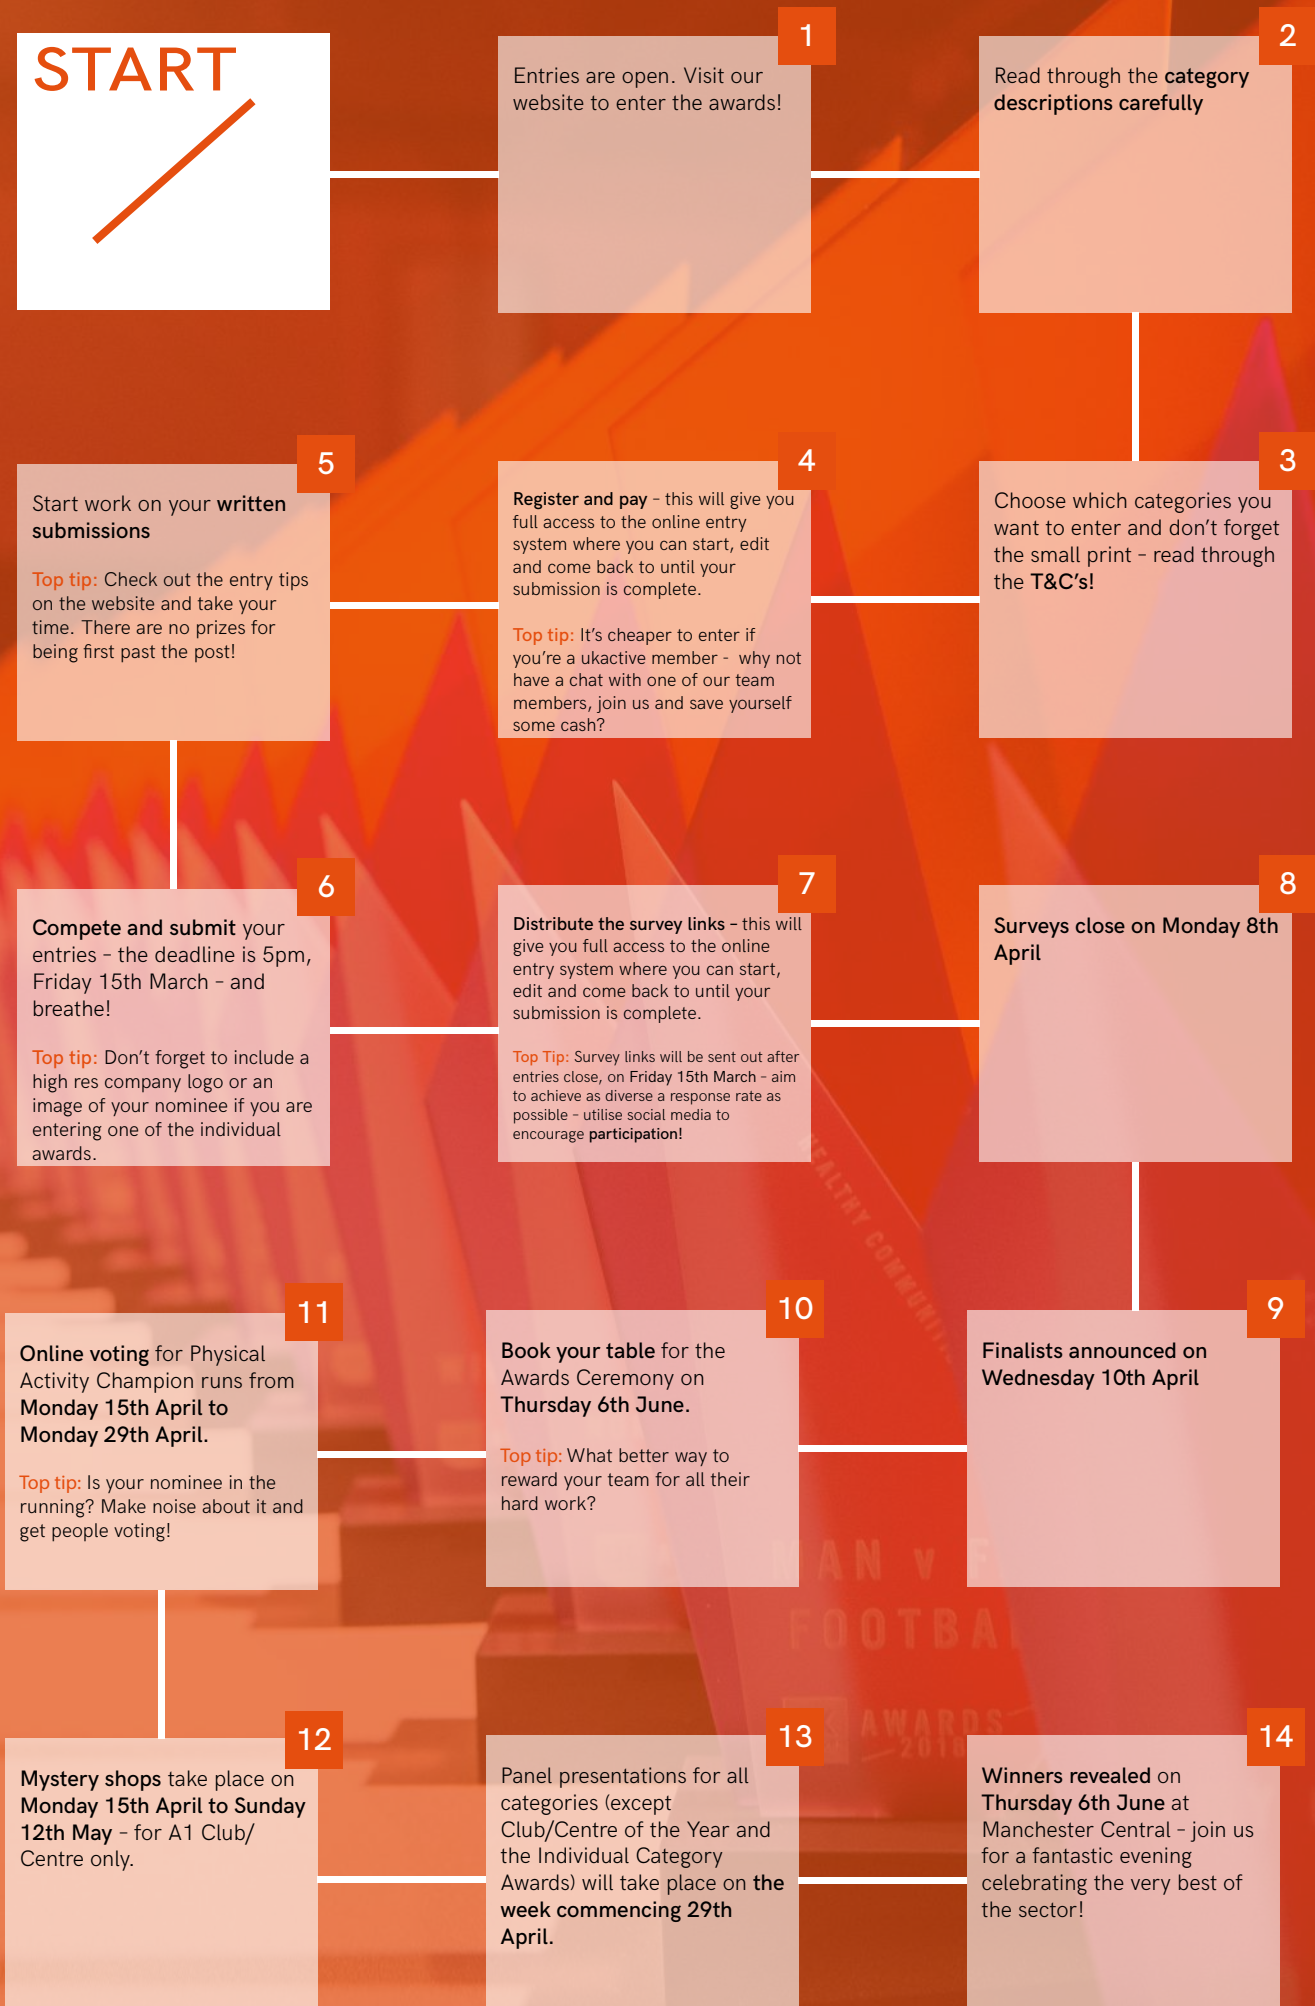 START
1
Entries are open. Visit our
website to enter the awards!
2
Read through the category
descriptions carefully
3
Choose which categories you
want to enter and don’t forget
the small print – read through
the T&C’s!
4
Register and pay – this will give you
full access to the online entry
system where you can start, edit
and come back to until your
submission is complete.
Top tip: It’s cheaper to enter if
you’re a ukactive member -  why not
have a chat with one of our team
members, join us and save yourself
some cash?
5
Start work on your written
submissions
Top tip: Check out the entry tips
on the website and take your
time. There are no prizes for
being first past the post!
6
Compete and submit your
entries – the deadline is 5pm,
Friday 15th March – and
breathe!
Top tip: Don’t forget to include a
high res company logo or an
image of your nominee if you are
entering one of the individual
awards.
7
Distribute the survey links – this will
give you full access to the online
entry system where you can start,
edit and come back to until your
submission is complete.
Top Tip: Survey links will be sent out after
entries close, on Friday 15th March – aim
to achieve as diverse a response rate as
possible – utilise social media to
encourage participation!
8
Surveys close on Monday 8th
April
HEALTHY
9
Finalists announced on
Wednesday 10th April
10
Book your table for the
Awards Ceremony on
Thursday 6th June.
Top tip: What better way to
reward your team for all their
hard work?
11
Online voting for Physical
Activity Champion runs from
Monday 15th April to
Monday 29th April.
Top tip: Is your nominee in the
running? Make noise about it and
get people voting!
MAN v F
FOOTBAL
AWARDS
2018
12
Mystery shops take place on
Monday 15th April to Sunday
12th May – for A1 Club/
Centre only.
13
Panel presentations for all
categories (except
Club/Centre of the Year and
the Individual Category
Awards) will take place on the
week commencing 29th
April.
14
Winners revealed on
Thursday 6th June at
Manchester Central – join us
for a fantastic evening
celebrating the very best of
the sector!